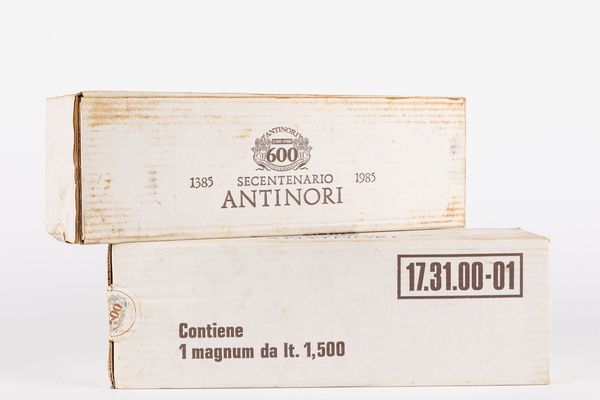 ANTINORI
600
1385 SECENTENARIO 1985
ANTINORI
17.31.00-01
600
Contiene
1 magnum da lt. 1,500